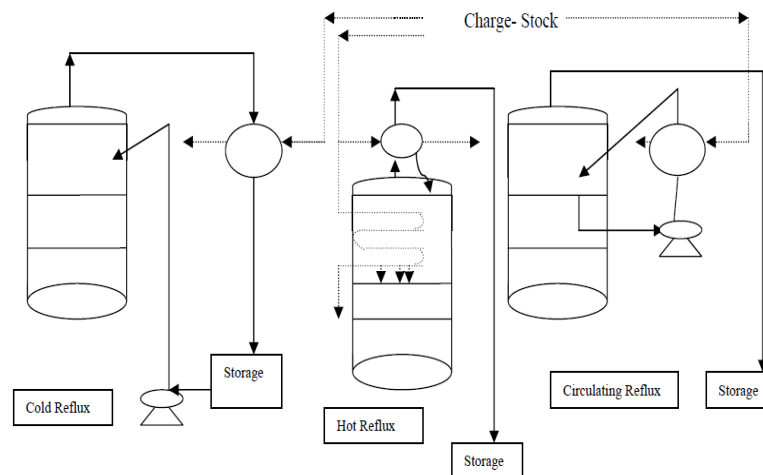 Charge- Stock
Storage
Cold Reflux
Hot Reflux
Circulating Reflux
Storage
Storage